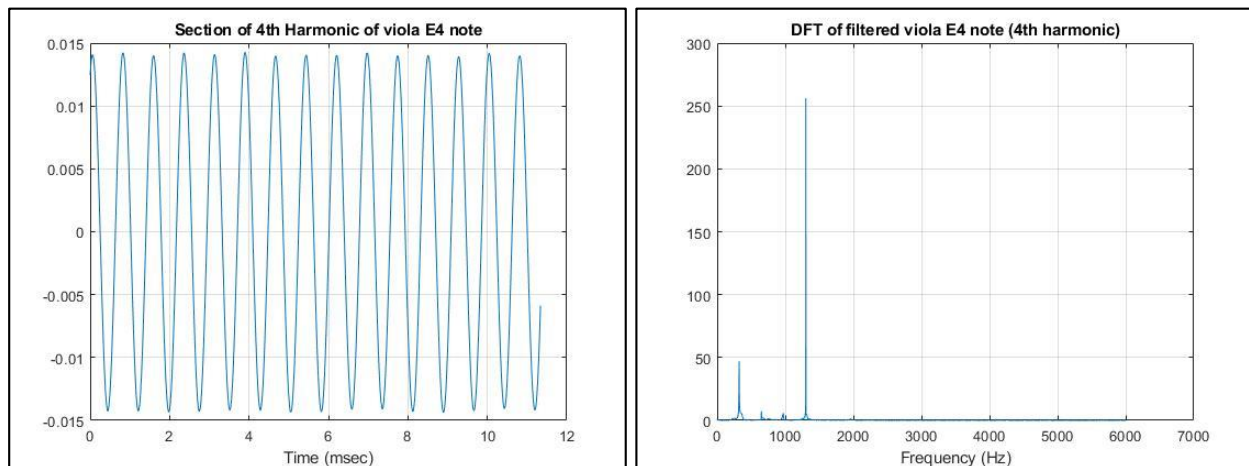 Section of 4th Harmonic of viola E4 note
0.015
0.01
0.005
0
-0.005
-0.01
-0.015
0 2 4 6 8 10 12
Time (msec)
DFT of filtered viola E4 note (4th harmonic)
300
250
200
150
100
50
0
0 1000 2000 3000 4000 5000 6000 7000
Frequency (Hz)